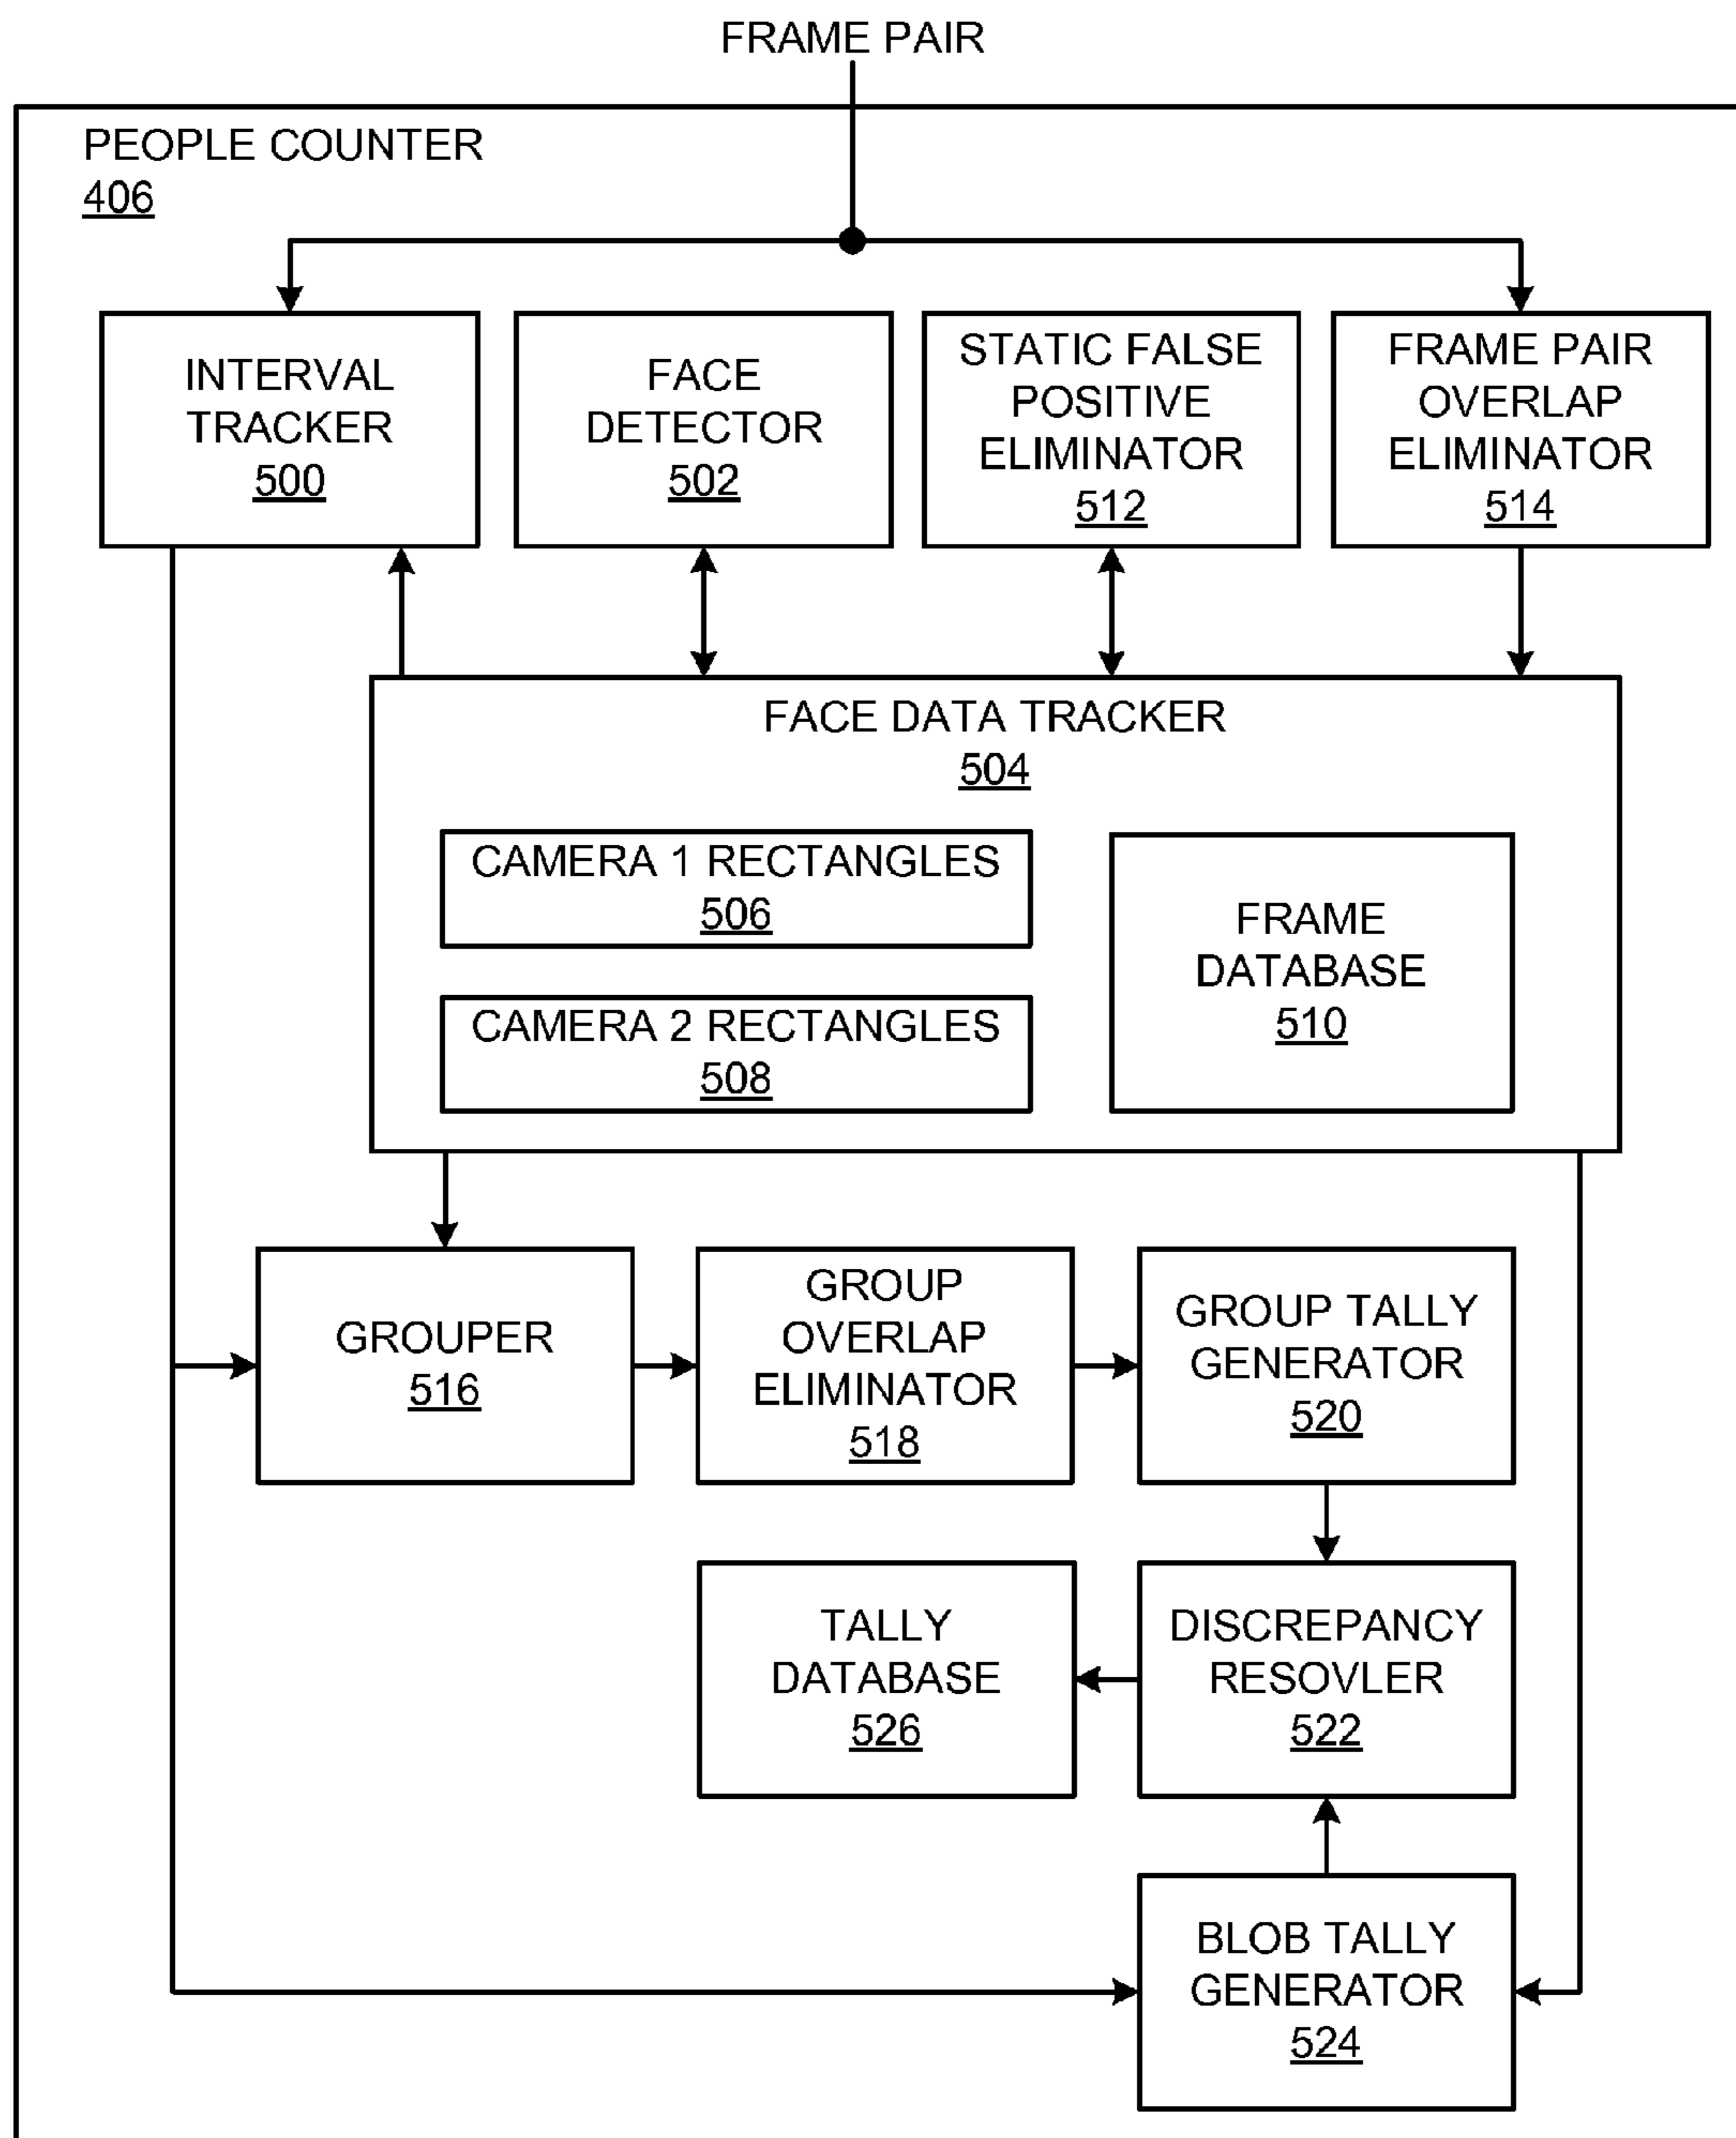 FRAME PAIR
PEOPLE COUNTER
406
INTERVAL
TRACKER
500
FACE
DETECTOR
502
STATIC FALSE
POSITIVE
ELIMINATOR
512
FRAME PAIR
OVERLAP
ELIMINATOR
514
FACE DATA TRACKER
504
CAMERA 1 RECTANGLES
506
CAMERA 2 RECTANGLES
508
FRAME
DATABASE
510
GROUPER
516
GROUP
OVERLAP
ELIMINATOR
518
GROUP TALLY
GENERATOR
520
TALLY
DATABASE
526
DISCREPANCY
RESOVLER
522
BLOB TALLY
GENERATOR
524